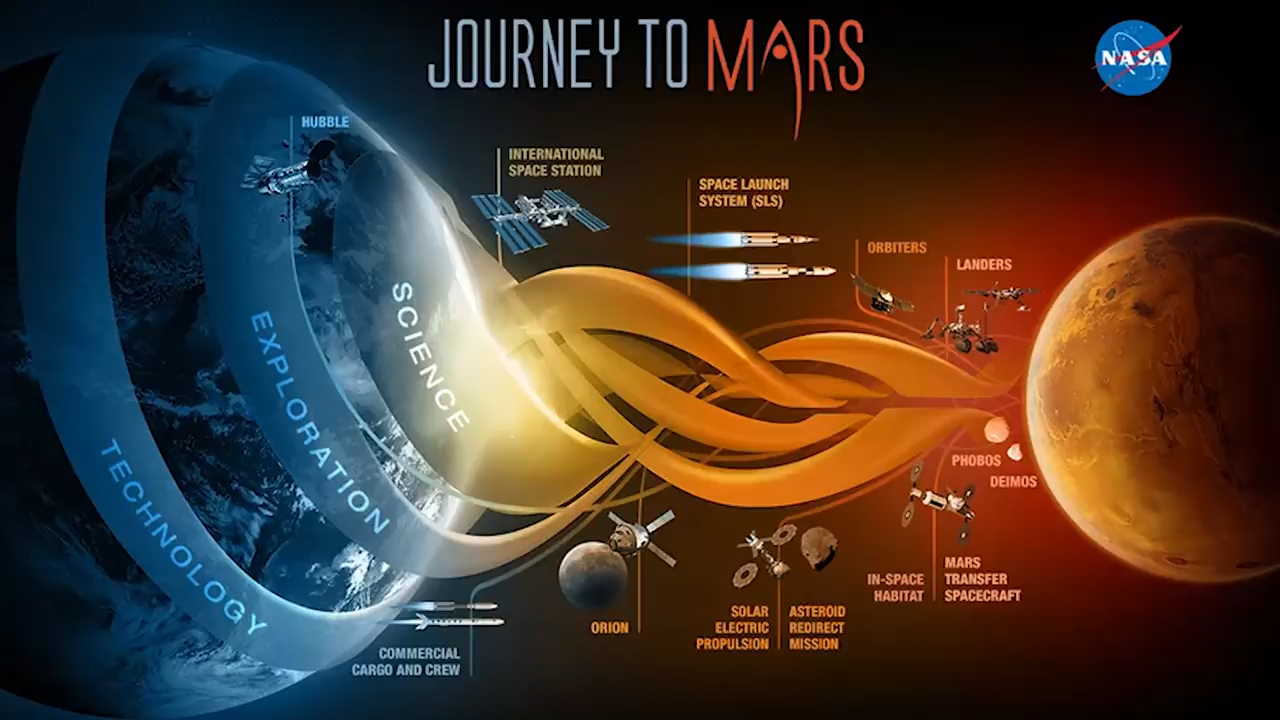 JOURNEY TO MARS
NASA
HUBBLE
INTERNATIONAL
SPACE STATION
SPACE LAUNCH
SYSTEM (SLS)
ORBITERS
LANDERS
SCIENCE
EXPLORATION
TECHNOLOGY
PHOBOS
DEIMOS
COMMERCIAL
CARGO AND CREW
ORION
SOLAR
ELECTRIC
PROPULSION
ASTEROID
REDIRECT
MISSION
IN-SPACE
HABITAT
MARS
TRANSFER
SPACECRAFT